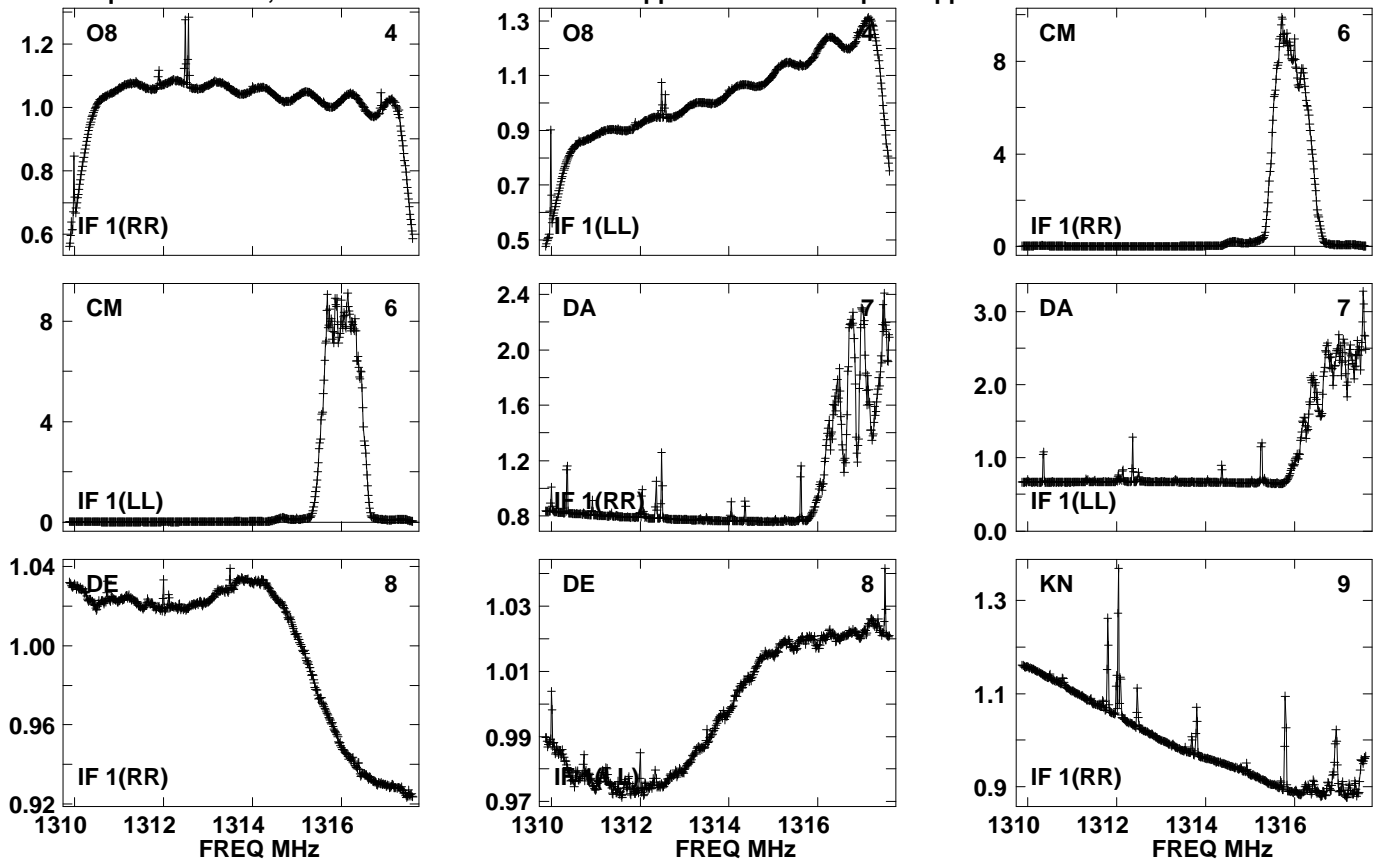 O8 4
1.2
1.0
0.8
0.6
IF 1(RR)
O8 4
1.3
1.1
0.9
0.7
0.5
IF 1(LL)
CM 6
8
4
0
IF 1(RR)
CM 6
8
4
0
IF 1(LL)
DA 7
2.4
2.0
1.6
1.2
0.8
IF 1(RR)
DA 7
3.0
2.0
1.0
0.0
IF 1(LL)
DE 8
1.04
1.00
0.96
0.92
IF 1(RR)
1310 1312 1314 1316
FREQ MHz
DE 8
1.03
1.01
0.99
0.97
IF 1(LL)
1310 1312 1314 1316
FREQ MHz
KN 9
1.3
1.1
0.9
IF 1(RR)
1310 1312 1314 1316
FREQ MHz